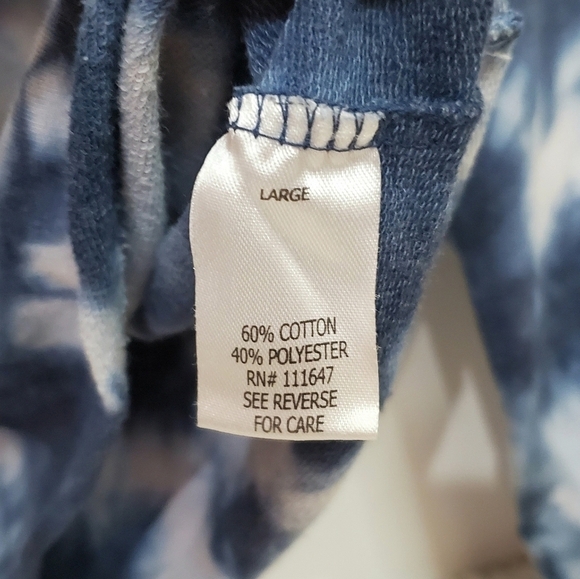 LARGE
60% COTTON
40% POLYESTER
RN# 111647
SEE REVERSE
FOR CARE